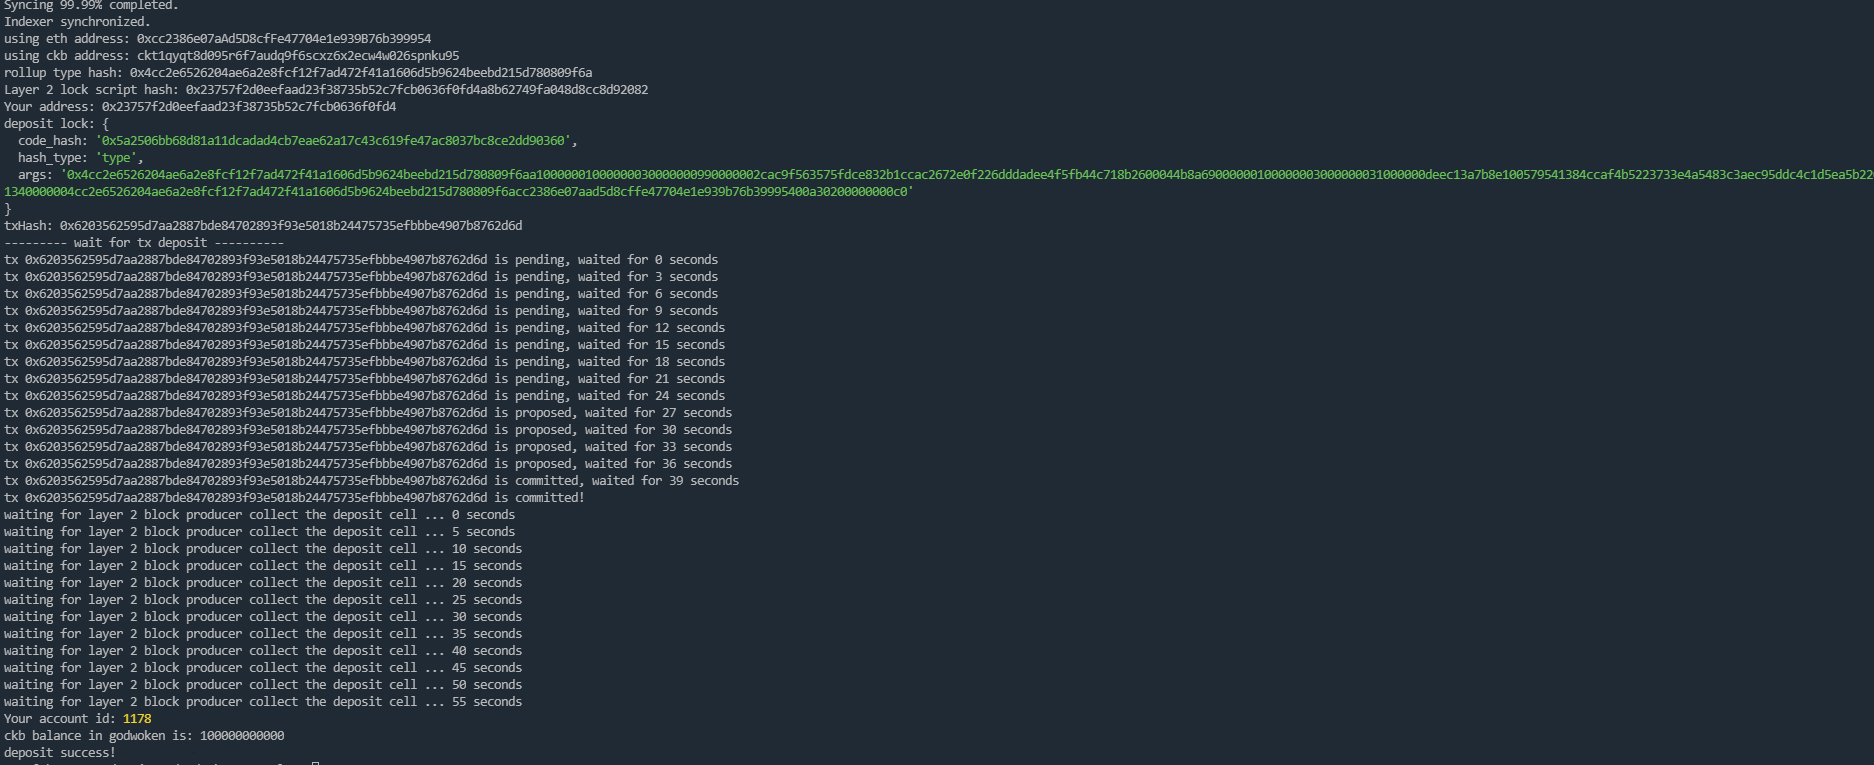 Syncing 99.99% completed.
Indexer synchronized.
using eth address: 0xcc2386e07aAd5D8cfFe47704e1e939B76b399954
using ckb address: ckt1qyqt8d095r6f7audq9f6scxz6x2ecw4w026spnku95
rollup type hash: 0x4cc2e6526204ae6a2e8fcf12f7ad472f41a1606d5b9624beebd215d780809f6a
Layer 2 lock script hash: 0x23757f2d0eefaad23f38735b52c7fcb0636f0fd4a8b62749fa048d8cc8d92082
Your address: 0x23757f2d0eefaad23f38735b52c7fcb0636f0fd4
deposit lock: {
code_hash: '0x5a2506bb68d81a11dcadad4cb7eae62a17c43c619fe47ac8037bc8ce2dd90360',
hash_type: 'type',
args: '0x4cc2e6526204ae6a2e8fcf12f7ad472f41a1606d5b9624beebd215d780809f6aa10000001000000030000000990000002cac9f563575fdce832b1ccac2672e0f226dddadee4f5fb44c718b2600044b8a690000001000000030000000310000000deec13a7b8e100579541384ccaf4b5223733e4a5483c3aec95ddc4c1d5ea5b22
1340000004cc2e6526204ae6a2e8fcf12f7ad472f41a1606d5b9624beebd215d780809f6acc2386e07aad5d8cffe47704e1e939b76b39995400a30200000000c0'
}
txHash: 0x6203562595d7aa2887bde84702893f93e5018b24475735efbbbe4907b8762d6d
--------- wait for tx deposit ----------
tx 0x6203562595d7aa2887bde84702893f93e5018b24475735efbbbe4907b8762d6d is pending, waited for 0 seconds
tx 0x6203562595d7aa2887bde84702893f93e5018b24475735efbbbe4907b8762d6d is pending, waited for 3 seconds
tx 0x6203562595d7aa2887bde84702893f93e5018b24475735efbbbe4907b8762d6d is pending, waited for 6 seconds
tx 0x6203562595d7aa2887bde84702893f93e5018b24475735efbbbe4907b8762d6d is pending, waited for 9 seconds
tx 0x6203562595d7aa2887bde84702893f93e5018b24475735efbbbe4907b8762d6d is pending, waited for 12 seconds
tx 0x6203562595d7aa2887bde84702893f93e5018b24475735efbbbe4907b8762d6d is pending, waited for 15 seconds
tx 0x6203562595d7aa2887bde84702893f93e5018b24475735efbbbe4907b8762d6d is pending, waited for 18 seconds
tx 0x6203562595d7aa2887bde84702893f93e5018b24475735efbbbe4907b8762d6d is pending, waited for 21 seconds
tx 0x6203562595d7aa2887bde84702893f93e5018b24475735efbbbe4907b8762d6d is pending, waited for 24 seconds
tx 0x6203562595d7aa2887bde84702893f93e5018b24475735efbbbe4907b8762d6d is proposed, waited for 27 seconds
tx 0x6203562595d7aa2887bde84702893f93e5018b24475735efbbbe4907b8762d6d is proposed, waited for 30 seconds
tx 0x6203562595d7aa2887bde84702893f93e5018b24475735efbbbe4907b8762d6d is proposed, waited for 33 seconds
tx 0x6203562595d7aa2887bde84702893f93e5018b24475735efbbbe4907b8762d6d is proposed, waited for 36 seconds
tx 0x6203562595d7aa2887bde84702893f93e5018b24475735efbbbe4907b8762d6d is committed, waited for 39 seconds
tx 0x6203562595d7aa2887bde84702893f93e5018b24475735efbbbe4907b8762d6d is committed!
waiting for layer 2 block producer collect the deposit cell ... 0 seconds
waiting for layer 2 block producer collect the deposit cell ... 5 seconds
waiting for layer 2 block producer collect the deposit cell ... 10 seconds
waiting for layer 2 block producer collect the deposit cell ... 15 seconds
waiting for layer 2 block producer collect the deposit cell ... 20 seconds
waiting for layer 2 block producer collect the deposit cell ... 25 seconds
waiting for layer 2 block producer collect the deposit cell ... 30 seconds
waiting for layer 2 block producer collect the deposit cell ... 35 seconds
waiting for layer 2 block producer collect the deposit cell ... 40 seconds
waiting for layer 2 block producer collect the deposit cell ... 45 seconds
waiting for layer 2 block producer collect the deposit cell ... 50 seconds
waiting for layer 2 block producer collect the deposit cell ... 55 seconds
Your account id: 1178
ckb balance in godwoken is: 100000000000
deposit success!